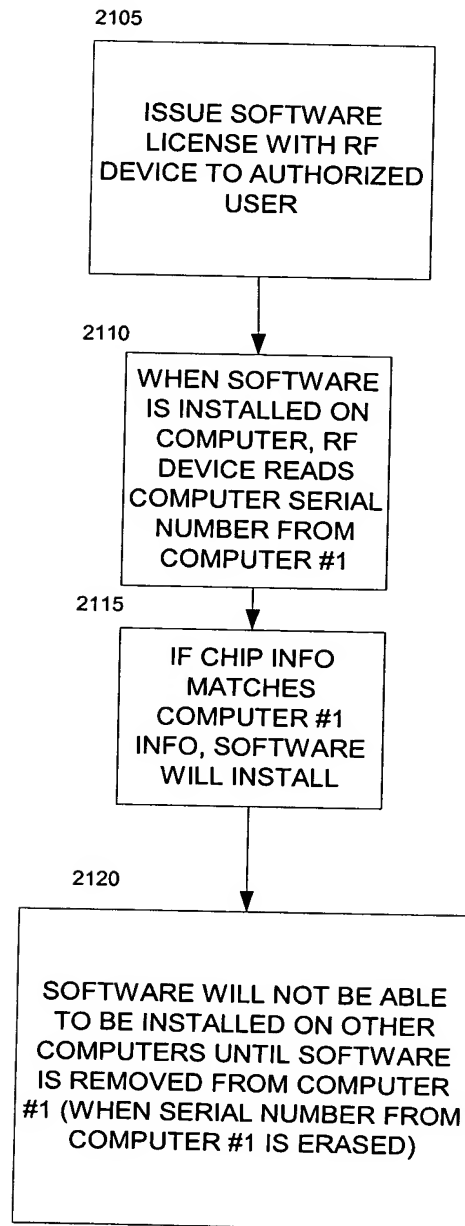 2105
ISSUE SOFTWARE
LICENSE WITH RF
DEVICE TO AUTHORIZED
USER
2110
WHEN SOFTWARE
IS INSTALLED ON
COMPUTER, RF
DEVICE READS
COMPUTER SERIAL
NUMBER FROM
COMPUTER #1
2115
IF CHIP INFO
MATCHES
COMPUTER #1
INFO, SOFTWARE
WILL INSTALL
2120
SOFTWARE WILL NOT BE ABLE
TO BE INSTALLED ON OTHER
COMPUTERS UNTIL SOFTWARE
IS REMOVED FROM COMPUTER
#1 (WHEN SERIAL NUMBER FROM
COMPUTER #1 IS ERASED)